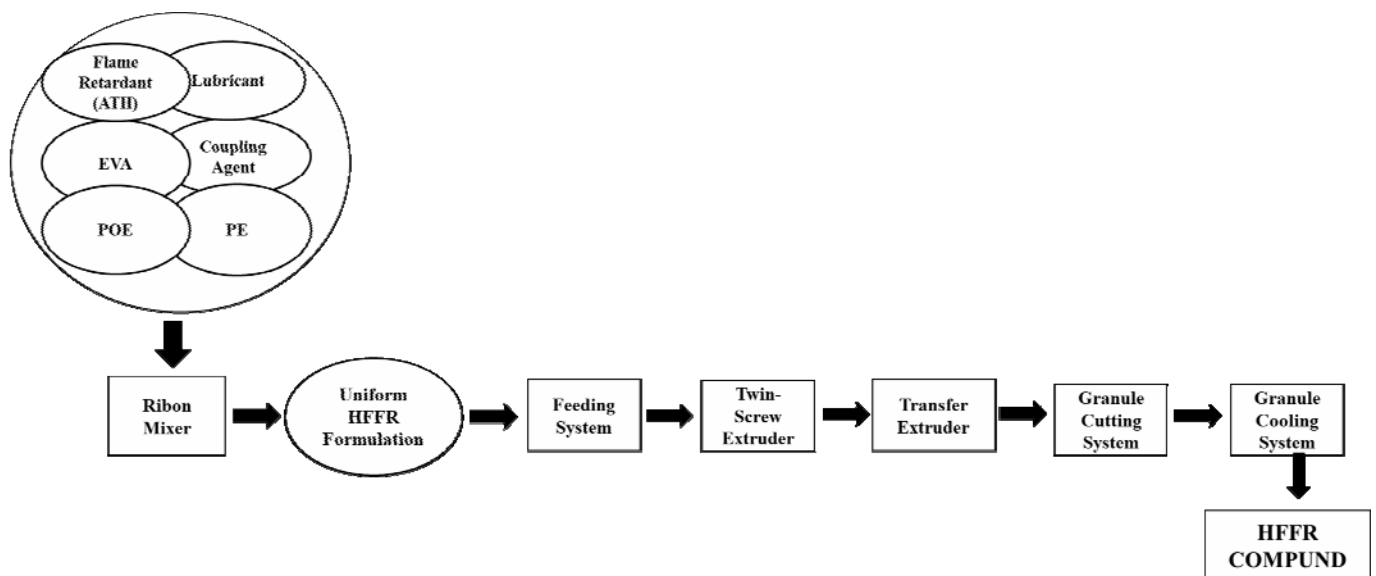 Flame
Retardant
(ATH)
Lubricant
EVA
Coupling
Agent
POE
PE
Ribon
Mixer
Uniform
HFFR
Formulation
Feeding
System
Twin-
Screw
Extruder
Transfer
Extruder
Granule
Cutting
System
Granule
Cooling
System
HFFR
COMPUND